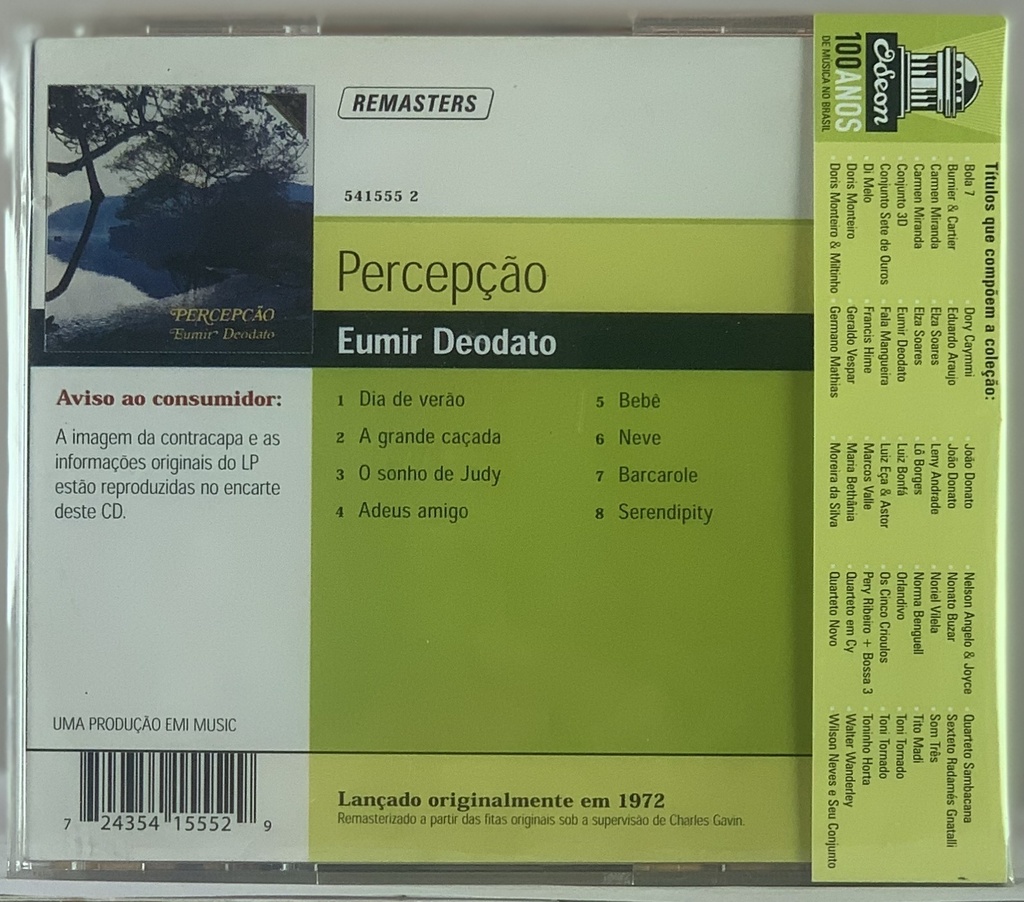 REMASTERS
541555 2
Percepção
Eumir Deodato
PERCEPCÃO
Eumir Deodato
Aviso ao consumidor:
A imagem da contracapa e as
informações originais do LP
estão reproduzidas no encarte
deste CD.
1 Dia de verão
2 A grande caçada
3 O sonho de Judy
4 Adeus amigo
5 Bebê
6 Neve
7 Barcarole
8 Serendipity
UMA PRODUÇÃO EMI MUSIC
7 24354 15552 9
Lançado originalmente em 1972
Remasterizado a partir das fitas originais sob a supervisão de Charles Gavin.
Odeon
100 ANOS
DE MÚSICA NO BRASIL
Títulos que compõem a coleção:
Bola 7
Burnier & Cartier
Carmen Miranda
Carmen Miranda
Conjunto 3D
Conjunto Sete de Ouros
Di Melo
Doris Monteiro
Doris Monteiro & Miltinho
Dory Caymmi
Eduardo Araujo
Elza Soares
Elza Soares
Eumir Deodato
Fala Mangueira
Francis Hime
Geraldo Vespar
Germano Mathias
João Donato
João Donato
Leny Andrade
Lô Borges
Luiz Bonfá
Luiz Eça & Astor
Marcos Valle
Maria Bethânia
Moreira da Silva
Nelson Angelo & Joyce
Nonato Buzar
Noriel Vilela
Norma Benguell
Orlandivo
Os Cinco Crioulos
Pery Ribeiro + Bossa 3
Quarteto em Cy
Quarteto Novo
Quarteto Sambacana
Sexteto Radamés Gnatalli
Som Três
Tito Madi
Toni Tornado
Toni Tornado
Toninho Horta
Walter Wanderley
Wilson Neves e Seu Conjunto